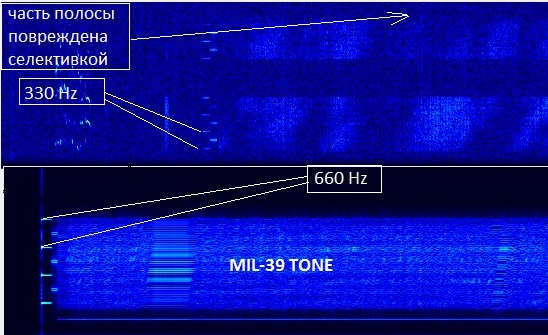 часть полосы
повреждена
селективкой
330 Hz
660 Hz
MIL-39 TONE